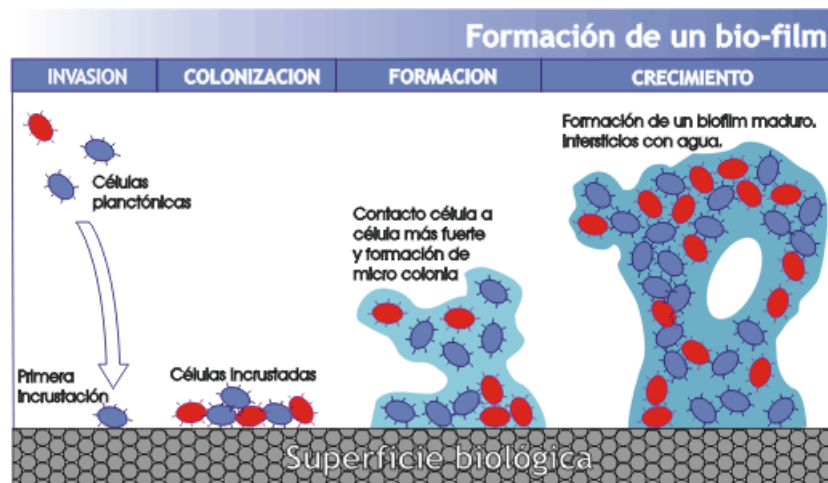 Formación de un bio-film
INVASION
COLONIZACION
FORMACION
CRECIMIENTO
Células
planctónicas
Primera
incrustación
Células incrustadas
Contacto célula a
célula más fuerte
y formación de
micro colonia
Formación de un biofilm maduro.
Intersticios con agua.
Superficie biológica